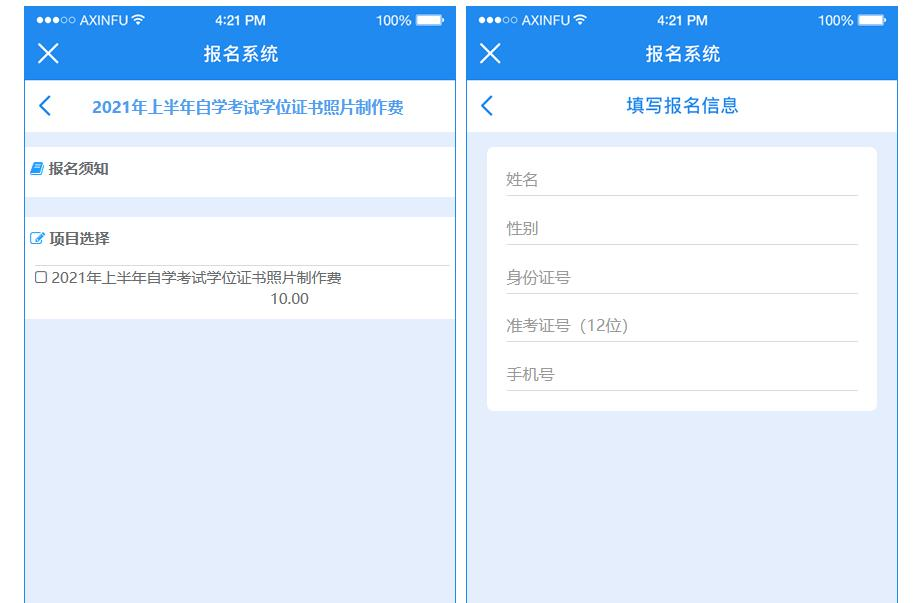 AXINFU 4:21 PM 100%
报名系统
2021年上半年自学考试学位证书照片制作费
报名须知
项目选择
2021年上半年自学考试学位证书照片制作费
10.00
AXINFU 4:21 PM 100%
报名系统
填写报名信息
姓名
性别
身份证号
准考证号（12位）
手机号